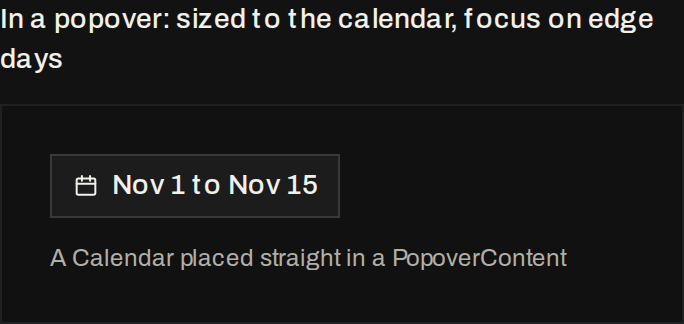 In a popover: sized to the calendar, focus on edge
days
Nov 1 to Nov 15
A Calendar placed straight in a PopoverContent